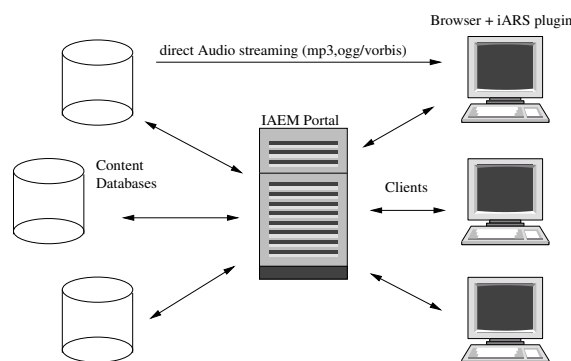 Browser + iARS plugin
direct Audio streaming (mp3,ogg/vorbis)
IAEM Portal
Content
Databases
Clients